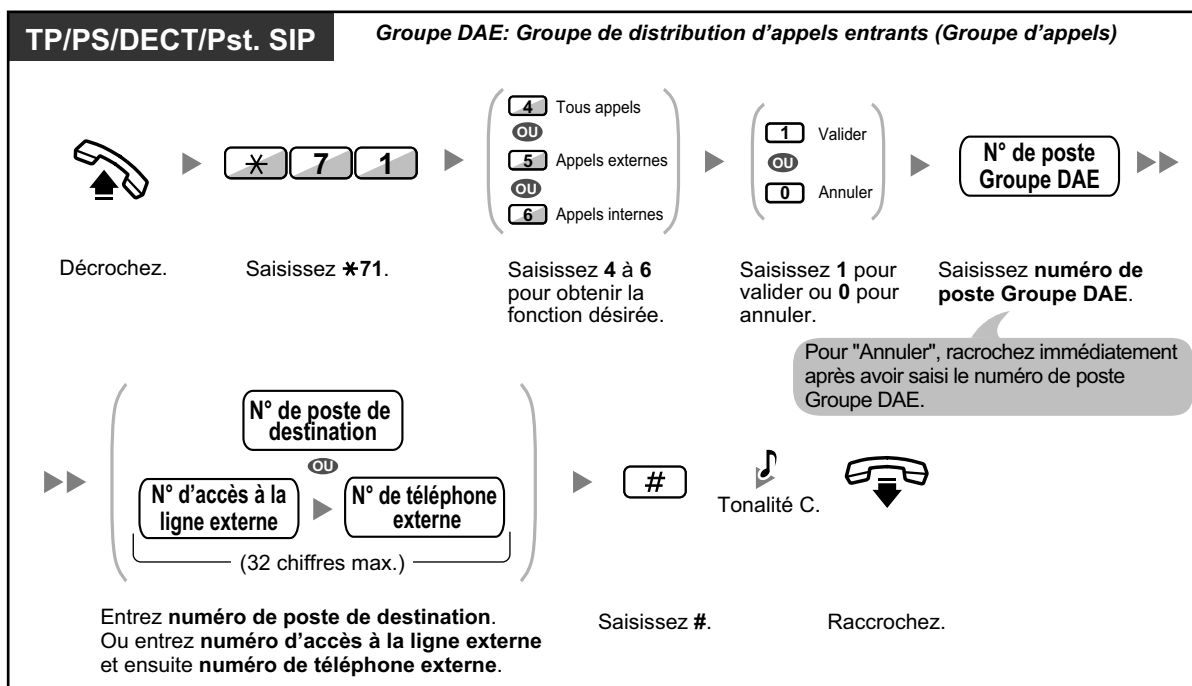 TP/PS/DECT/Pst. SIP
Groupe DAE: Groupe de distribution d'appels entrants (Groupe d'appels)
4 Tous appels
OU
5 Appels externes
OU
6 Appels internes
1 Valider
OU
0 Annuler
N° de poste
Groupe DAE
✳ 7 1
Décrochez.
Saisissez ✳71.
Saisissez 4 à 6
pour obtenir la
fonction désirée.
Saisissez 1 pour
valider ou 0 pour
annuler.
Saisissez numéro de
poste Groupe DAE.
Pour "Annuler", racrochez immédiatement
après avoir saisi le numéro de poste
Groupe DAE.
N° de poste de
destination
OU
N° d'accès à la
ligne externe
N° de téléphone
externe
(32 chiffres max.)
#
Tonalité C.
Entrez numéro de poste de destination.
Ou entrez numéro d'accès à la ligne externe
et ensuite numéro de téléphone externe.
Saisissez #.
Raccrochez.